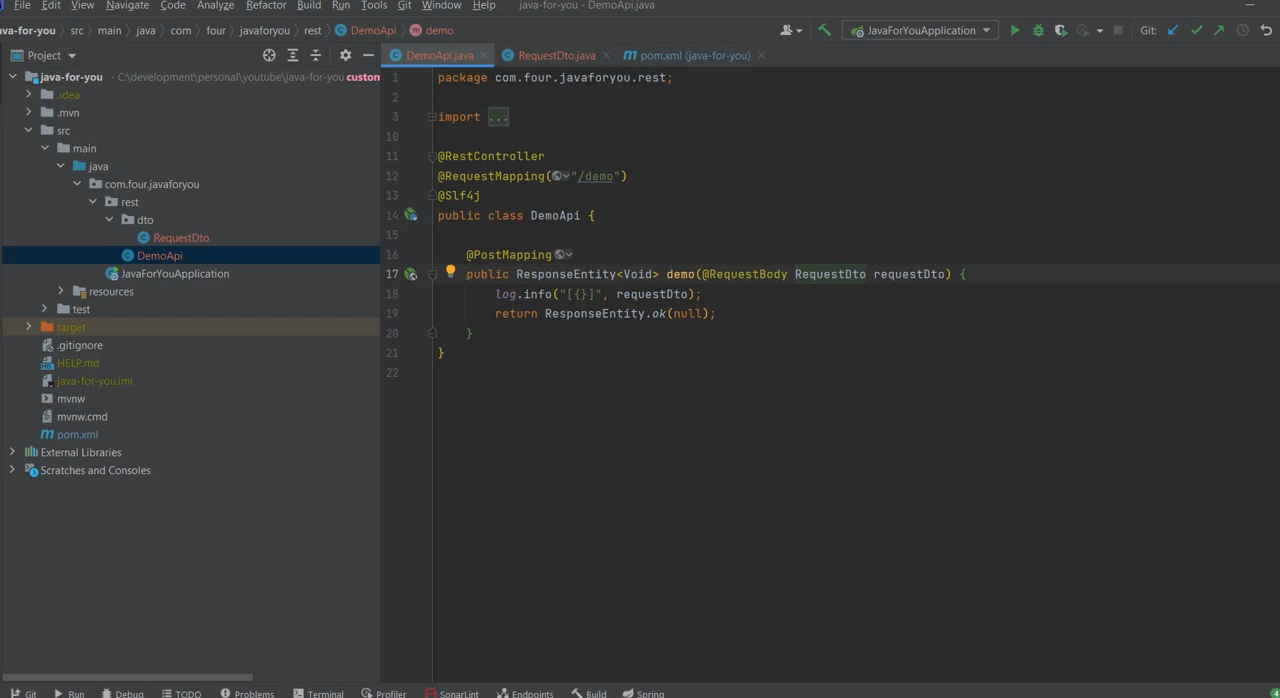 File Edit View Navigate Code Analyze Refactor Build Run Tools Git Window Help java-for-you - DemoApi.java
ava-for-you src main java com four javaforyou rest DemoApi demo JavaForYouApplication Git:
Project
DemoApi.java RequestDto.java pom.xml (java-for-you)
java-for-you - C:\development\personal\youtube\java-for-you custom
.idea
.mvn
src
main
java
com.four.javaforyou
rest
dto
RequestDto
DemoApi
JavaForYouApplication
resources
test
target
.gitignore
HELP.md
java-for-you.iml
mvnw
mvnw.cmd
pom.xml
External Libraries
Scratches and Consoles
1 package com.four.javaforyou.rest;
2
3 import ...
10
11 @RestController
12 @RequestMapping("/demo")
13 @Slf4j
14 public class DemoApi {
15
16 @PostMapping
17 public ResponseEntity<Void> demo(@RequestBody RequestDto requestDto) {
18 log.info("[{}]", requestDto);
19 return ResponseEntity.ok(null);
20 }
21 }
22
Git Run Debug TODO Problems Terminal Profiler SonarLint Endpoints Build Spring 4